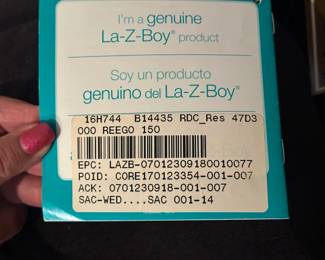 I'm a genuine
La-Z-Boy® product
Soy un producto
genuino del La-Z-Boy®
16H744 B14435 RDC_Res 47D3
000 REEGO 150
EPC: LAZB-07012309180010077
POID: CORE170123354-001-007
ACK: 0701230918-001-007
SAC-WED....SAC 001-14